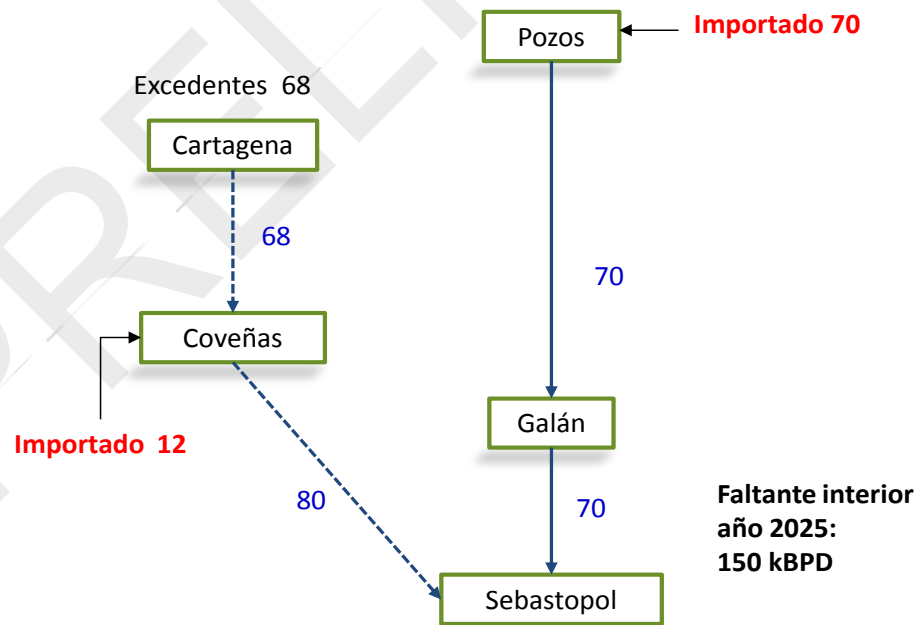 Pozos
Importado 70
Excedentes 68
Cartagena
68
70
Coveñas
Importado 12
Galán
80
70
Faltante interior
año 2025:
150 kBPD
Sebastopol